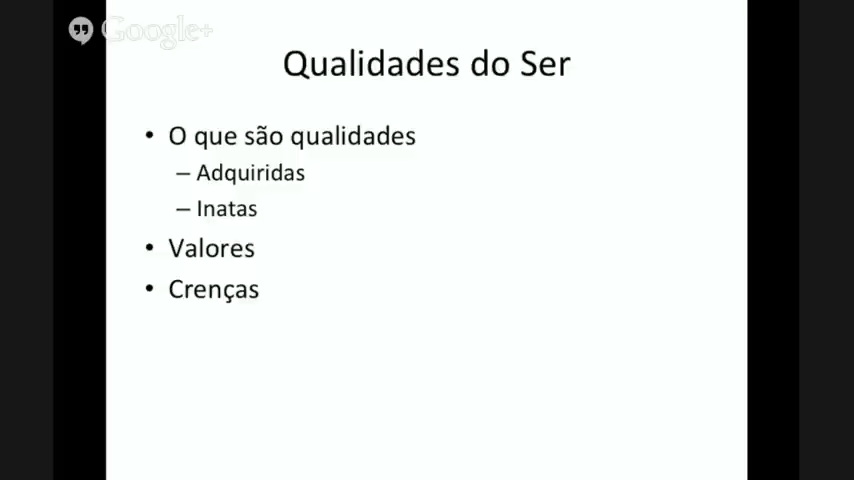 Google+
Qualidades do Ser
• O que são qualidades
– Adquiridas
– Inatas
• Valores
• Crenças